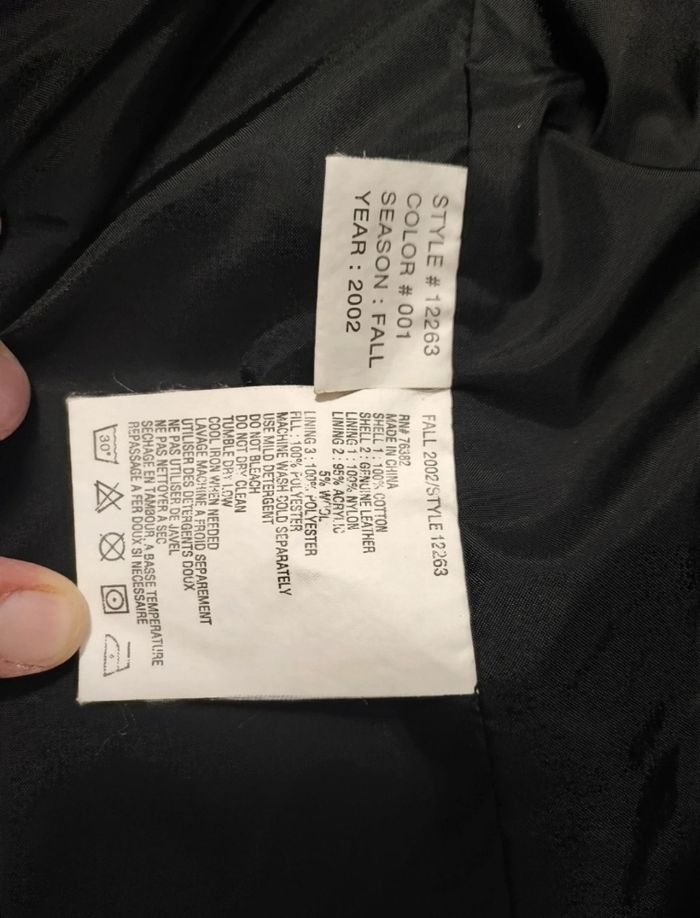 STYLE # 12263
COLOR # 001
SEASON : FALL
YEAR : 2002
FALL 2002/STYLE 12263
RN# 76382
MADE IN CHINA
SHELL 1 : 100% COTTON
SHELL 2 : GENUINE LEATHER
LINING 1 : 100% NYLON
LINING 2 : 95% ACRYLIC
5% WOOL
LINING 3 : 100% POLYESTER
FILL : 100% POLYESTER
MACHINE WASH COLD SEPARATELY
USE MILD DETERGENT
DO NOT BLEACH
DO NOT DRY CLEAN
TUMBLE DRY LOW
COOL IRON WHEN NEEDED
LAVAGE MACHINE A FROID SEPAREMENT
UTILISER DES DETERGENTS DOUX
NE PAS UTILISER DE JAVEL
NE PAS NETTOYER A SEC
SECHAGE EN TAMBOUR, A BASSE TEMPERATURE
REPASSAGE A FER DOUX SI NECESSAIRE
30°